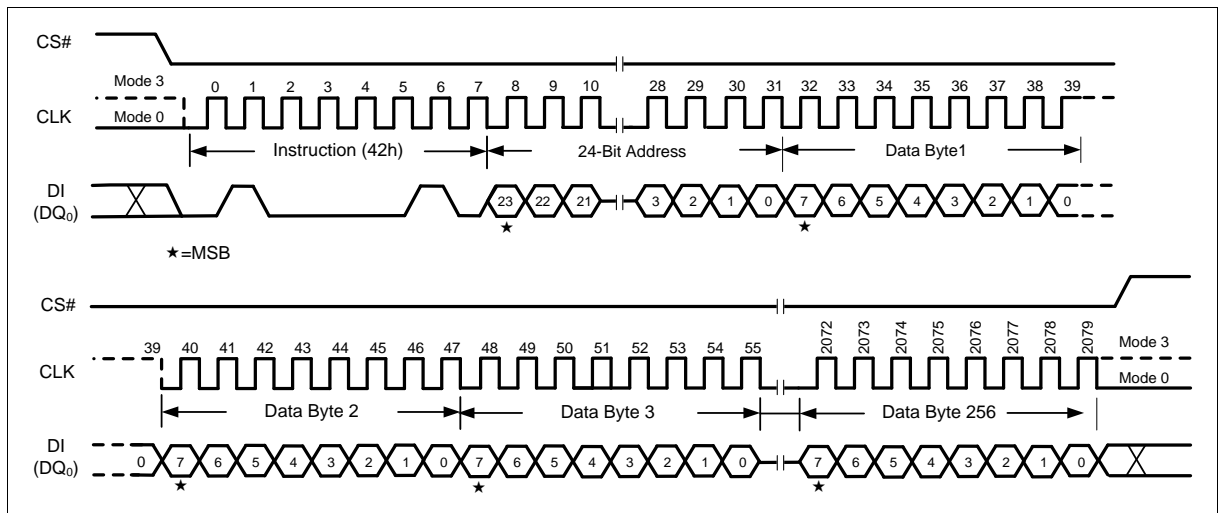 CS#
Mode 3
0 1 2 3 4 5 6 7 8 9 10 28 29 30 31 32 33 34 35 36 37 38 39
CLK
Mode 0
Instruction (42h) 24-Bit Address Data Byte1
DI
(DQ₀)
23 22 21 3 2 1 0 7 6 5 4 3 2 1 0
★ ★
★=MSB
CS#
39 40 41 42 43 44 45 46 47 48 49 50 51 52 53 54 55 2072 2073 2074 2075 2076 2077 2078 2079
Mode 3
CLK
Mode 0
Data Byte 2 Data Byte 3 Data Byte 256
DI
(DQ₀)
0 7 6 5 4 3 2 1 0 7 6 5 4 3 2 1 0 7 6 5 4 3 2 1 0
★ ★ ★